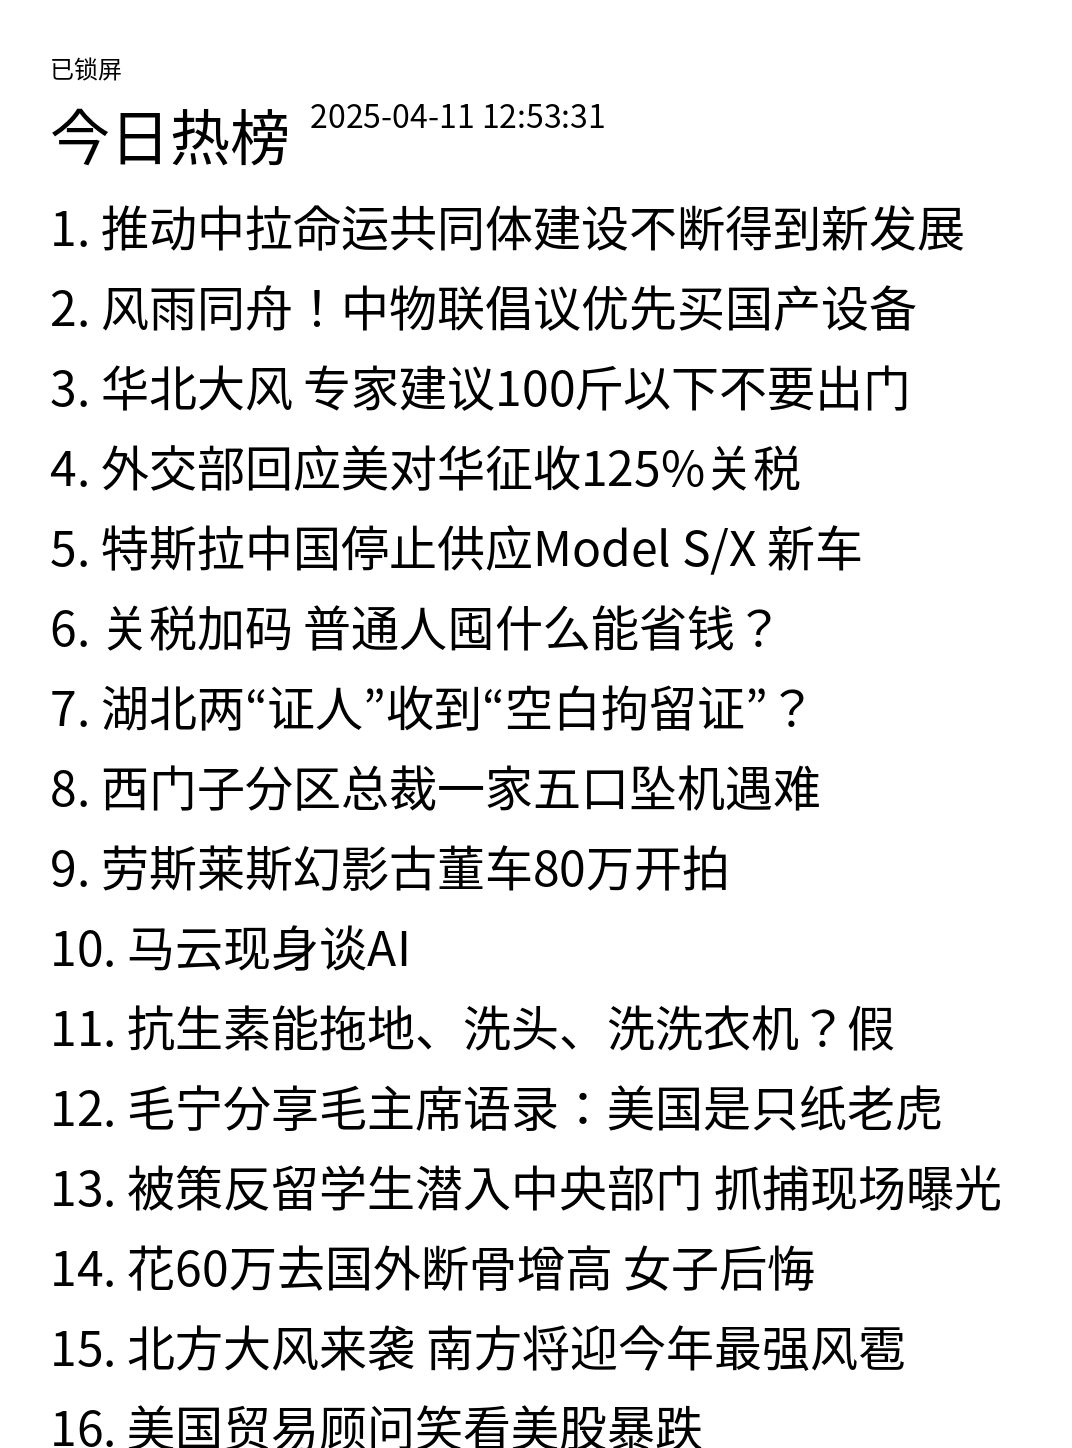 已锁屏
今日热榜 2025-04-11 12:53:31
1. 推动中拉命运共同体建设不断得到新发展
2. 风雨同舟！中物联倡议优先买国产设备
3. 华北大风 专家建议100斤以下不要出门
4. 外交部回应美对华征收125%关税
5. 特斯拉中国停止供应Model S/X 新车
6. 关税加码 普通人囤什么能省钱？
7. 湖北两“证人”收到“空白拘留证”？
8. 西门子分区总裁一家五口坠机遇难
9. 劳斯莱斯幻影古董车80万开拍
10. 马云现身谈AI
11. 抗生素能拖地、洗头、洗洗衣机？假
12. 毛宁分享毛主席语录：美国是只纸老虎
13. 被策反留学生潜入中央部门 抓捕现场曝光
14. 花60万去国外断骨增高 女子后悔
15. 北方大风来袭 南方将迎今年最强风雹
16. 美国贸易顾问笑看美股暴跌